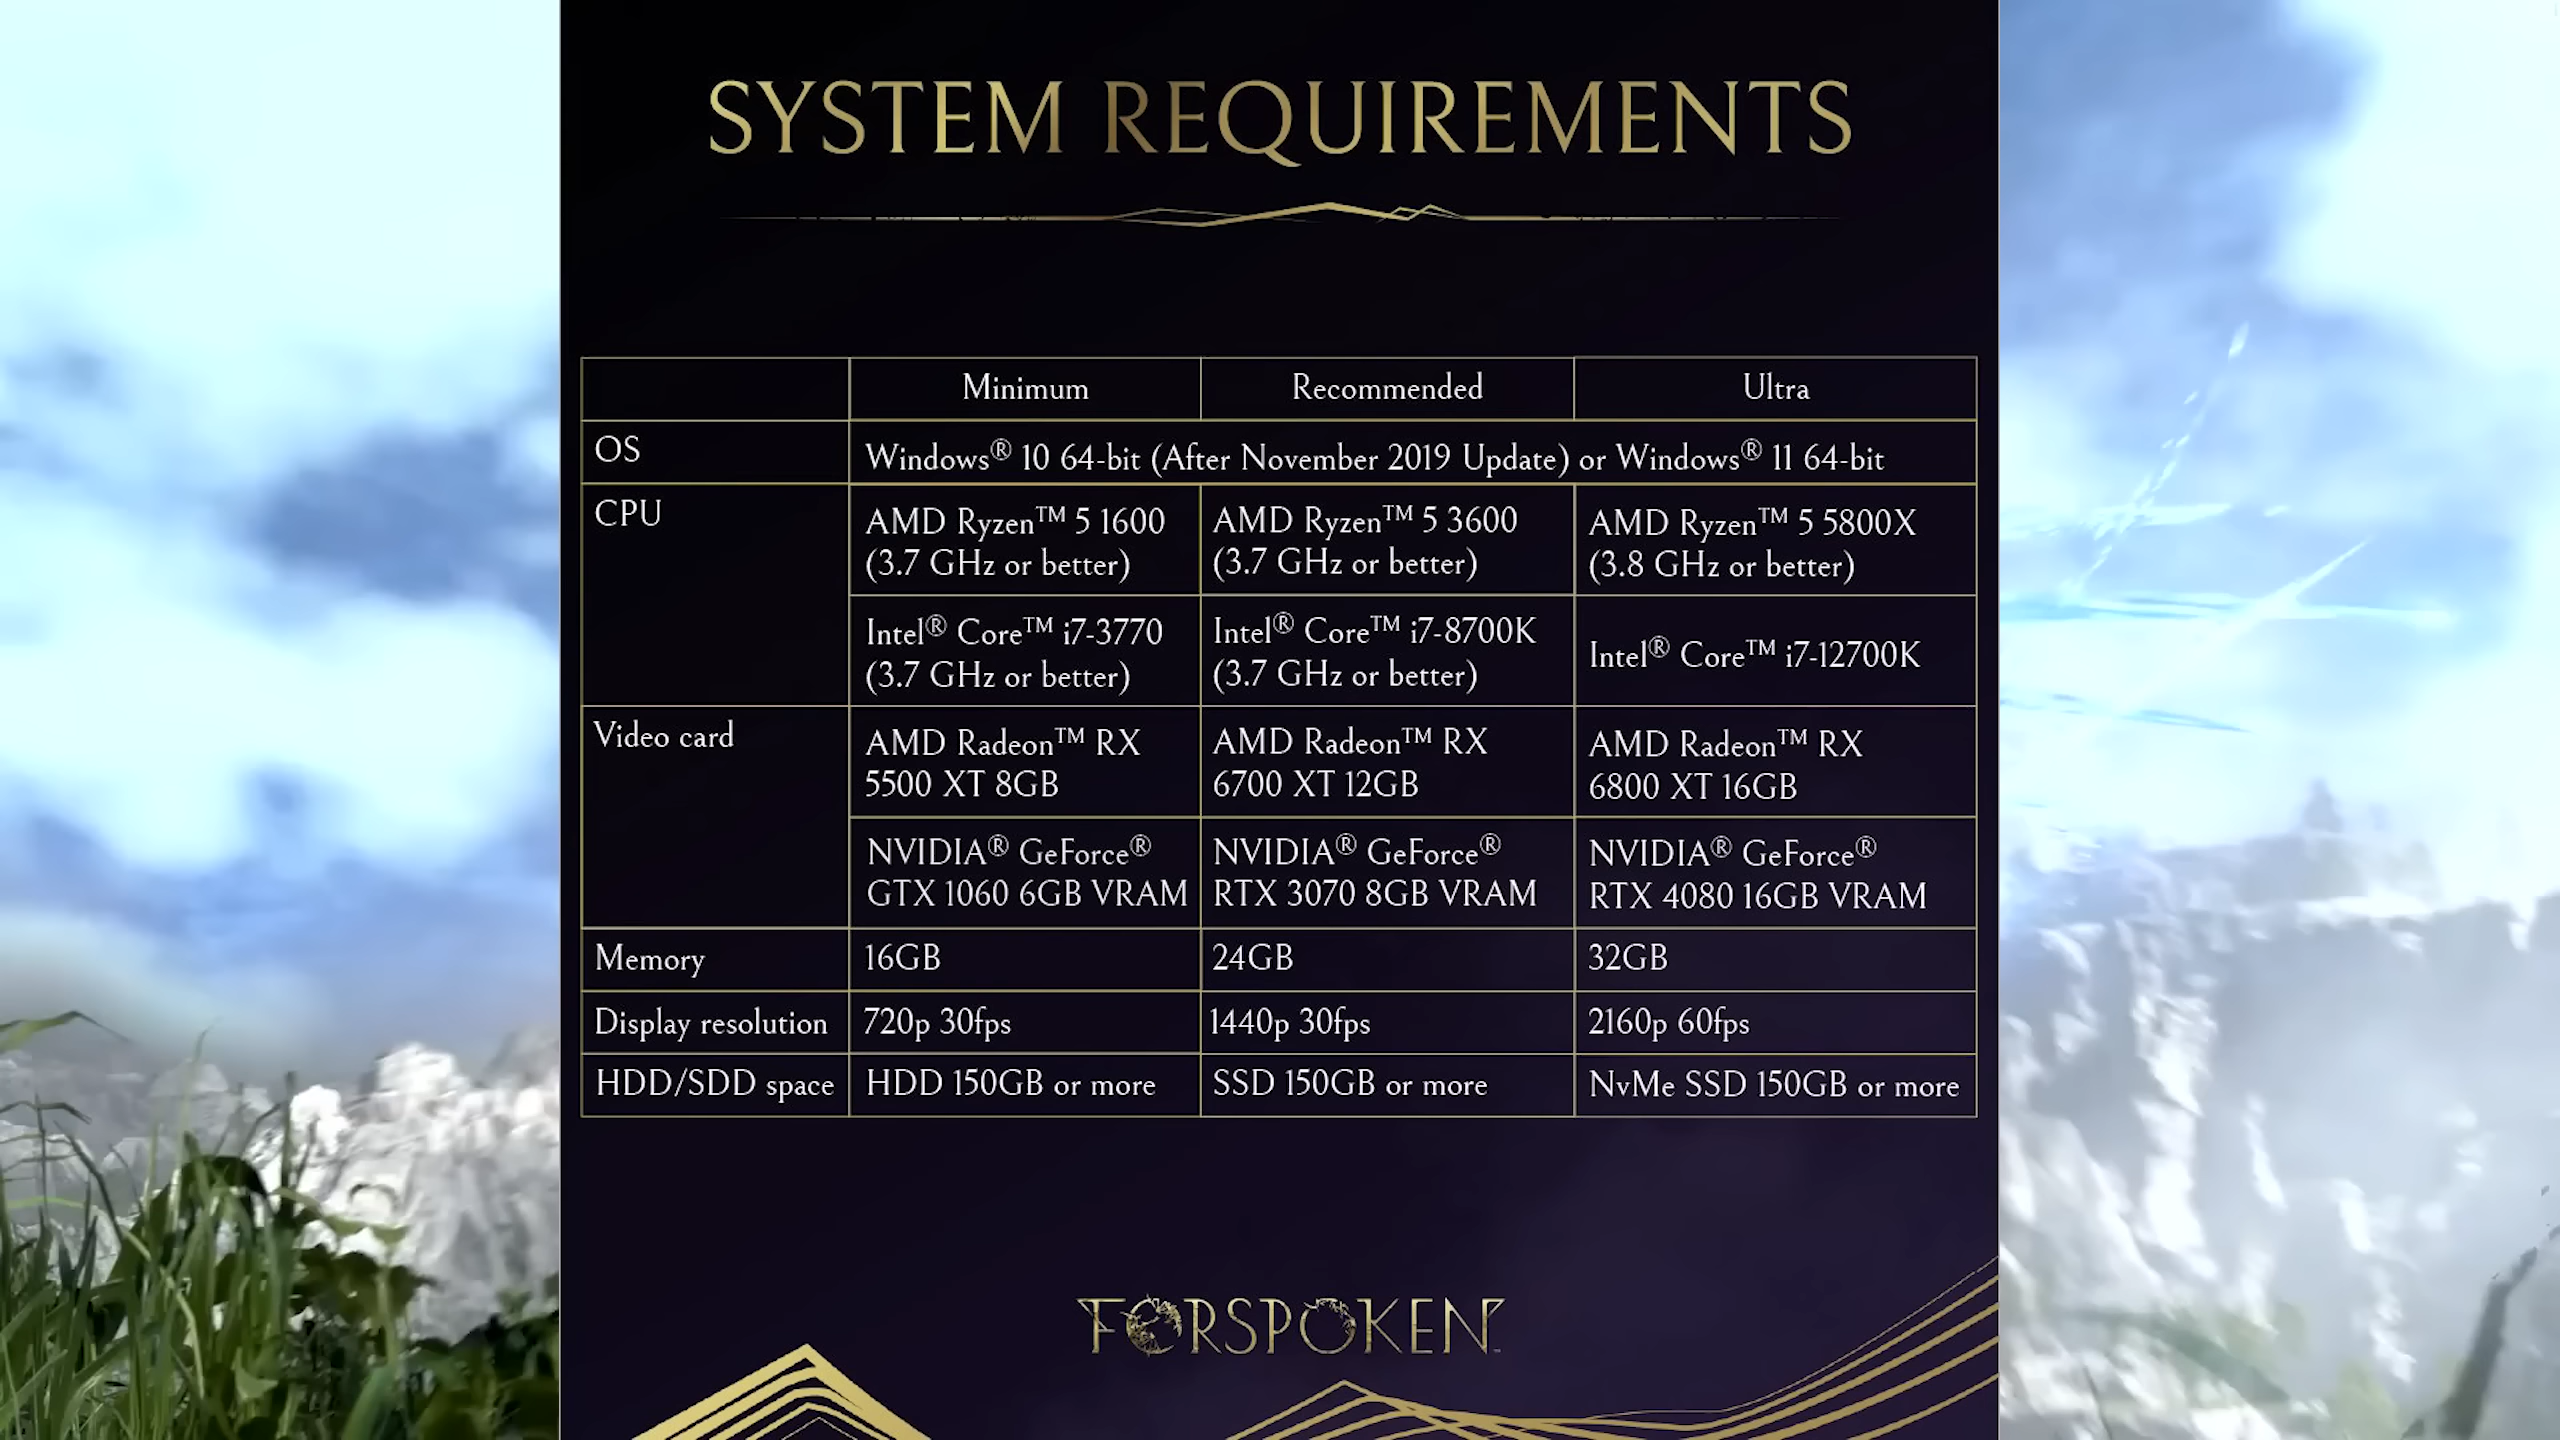 SYSTEM REQUIREMENTS
Minimum Recommended Ultra
OS Windows® 10 64-bit (After November 2019 Update) or Windows® 11 64-bit
CPU
AMD Ryzen™ 5 1600
(3.7 GHz or better)
AMD Ryzen™ 5 3600
(3.7 GHz or better)
AMD Ryzen™ 5 5800X
(3.8 GHz or better)
Intel® Core™ i7-3770
(3.7 GHz or better)
Intel® Core™ i7-8700K
(3.7 GHz or better)
Intel® Core™ i7-12700K
Video card
AMD Radeon™ RX
5500 XT 8GB
AMD Radeon™ RX
6700 XT 12GB
AMD Radeon™ RX
6800 XT 16GB
NVIDIA® GeForce®
GTX 1060 6GB VRAM
NVIDIA® GeForce®
RTX 3070 8GB VRAM
NVIDIA® GeForce®
RTX 4080 16GB VRAM
Memory 16GB 24GB 32GB
Display resolution 720p 30fps 1440p 30fps 2160p 60fps
HDD/SDD space HDD 150GB or more SSD 150GB or more NvMe SSD 150GB or more
FORSPOKEN™